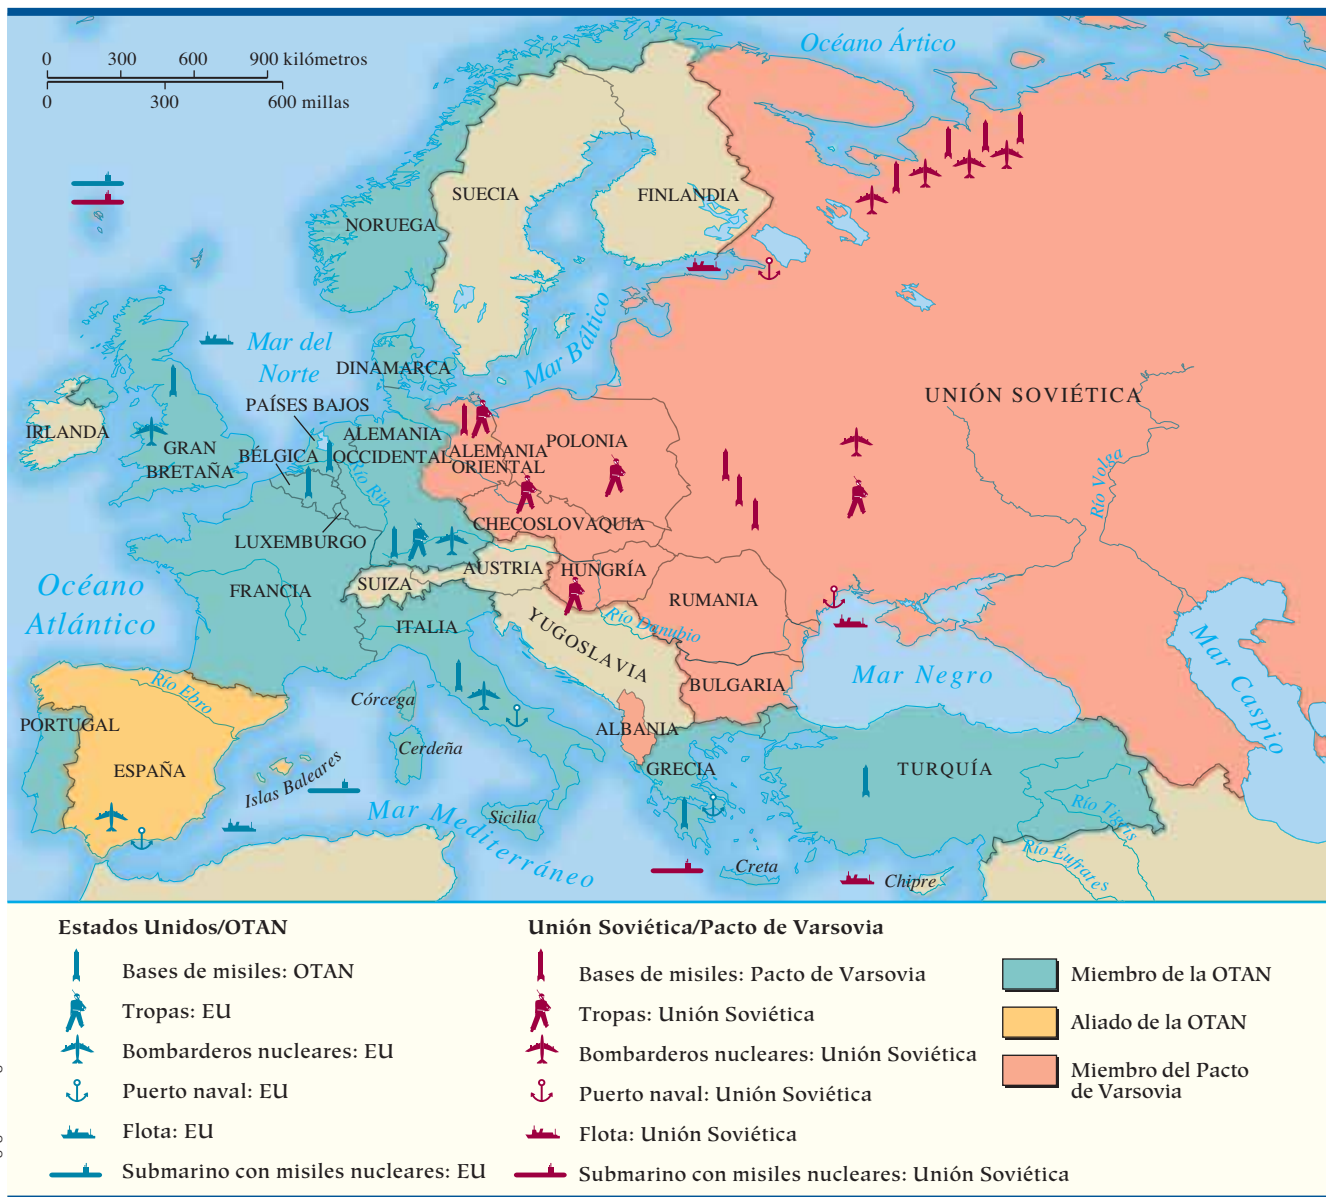 Océano Ártico
0 300 600 900 kilómetros
0 300 600 millas
SUECIA
FINLANDIA
NORUEGA
Mar del
Norte
Mar Báltico
DINAMARCA
UNIÓN SOVIÉTICA
PAÍSES BAJOS
IRLANDA
GRAN
BRETAÑA
BÉLGICA
ALEMANIA
OCCIDENTAL
ALEMANIA
ORIENTAL
POLONIA
Río Volga
Río Rin
CHECOSLOVAQUIA
LUXEMBURGO
Océano
Atlántico
FRANCIA
SUIZA
AUSTRIA
HUNGRÍA
RUMANIA
ITALIA
YUGOSLAVIA
Río Danubio
Mar Negro
Mar Caspio
Río Ebro
BULGARIA
Córcega
PORTUGAL
ALBANIA
Cerdeña
ESPAÑA
Islas Baleares
GRECIA
TURQUÍA
Mar Mediterráneo
Sicilia
Río Tigris
Río Éufrates
Creta
Chipre
Estados Unidos/OTAN
Bases de misiles: OTAN
Tropas: EU
Bombarderos nucleares: EU
Puerto naval: EU
Flota: EU
Submarino con misiles nucleares: EU
Unión Soviética/Pacto de Varsovia
Bases de misiles: Pacto de Varsovia
Tropas: Unión Soviética
Bombarderos nucleares: Unión Soviética
Puerto naval: Unión Soviética
Flota: Unión Soviética
Submarino con misiles nucleares: Unión Soviética
Miembro de la OTAN
Aliado de la OTAN
Miembro del Pacto
de Varsovia